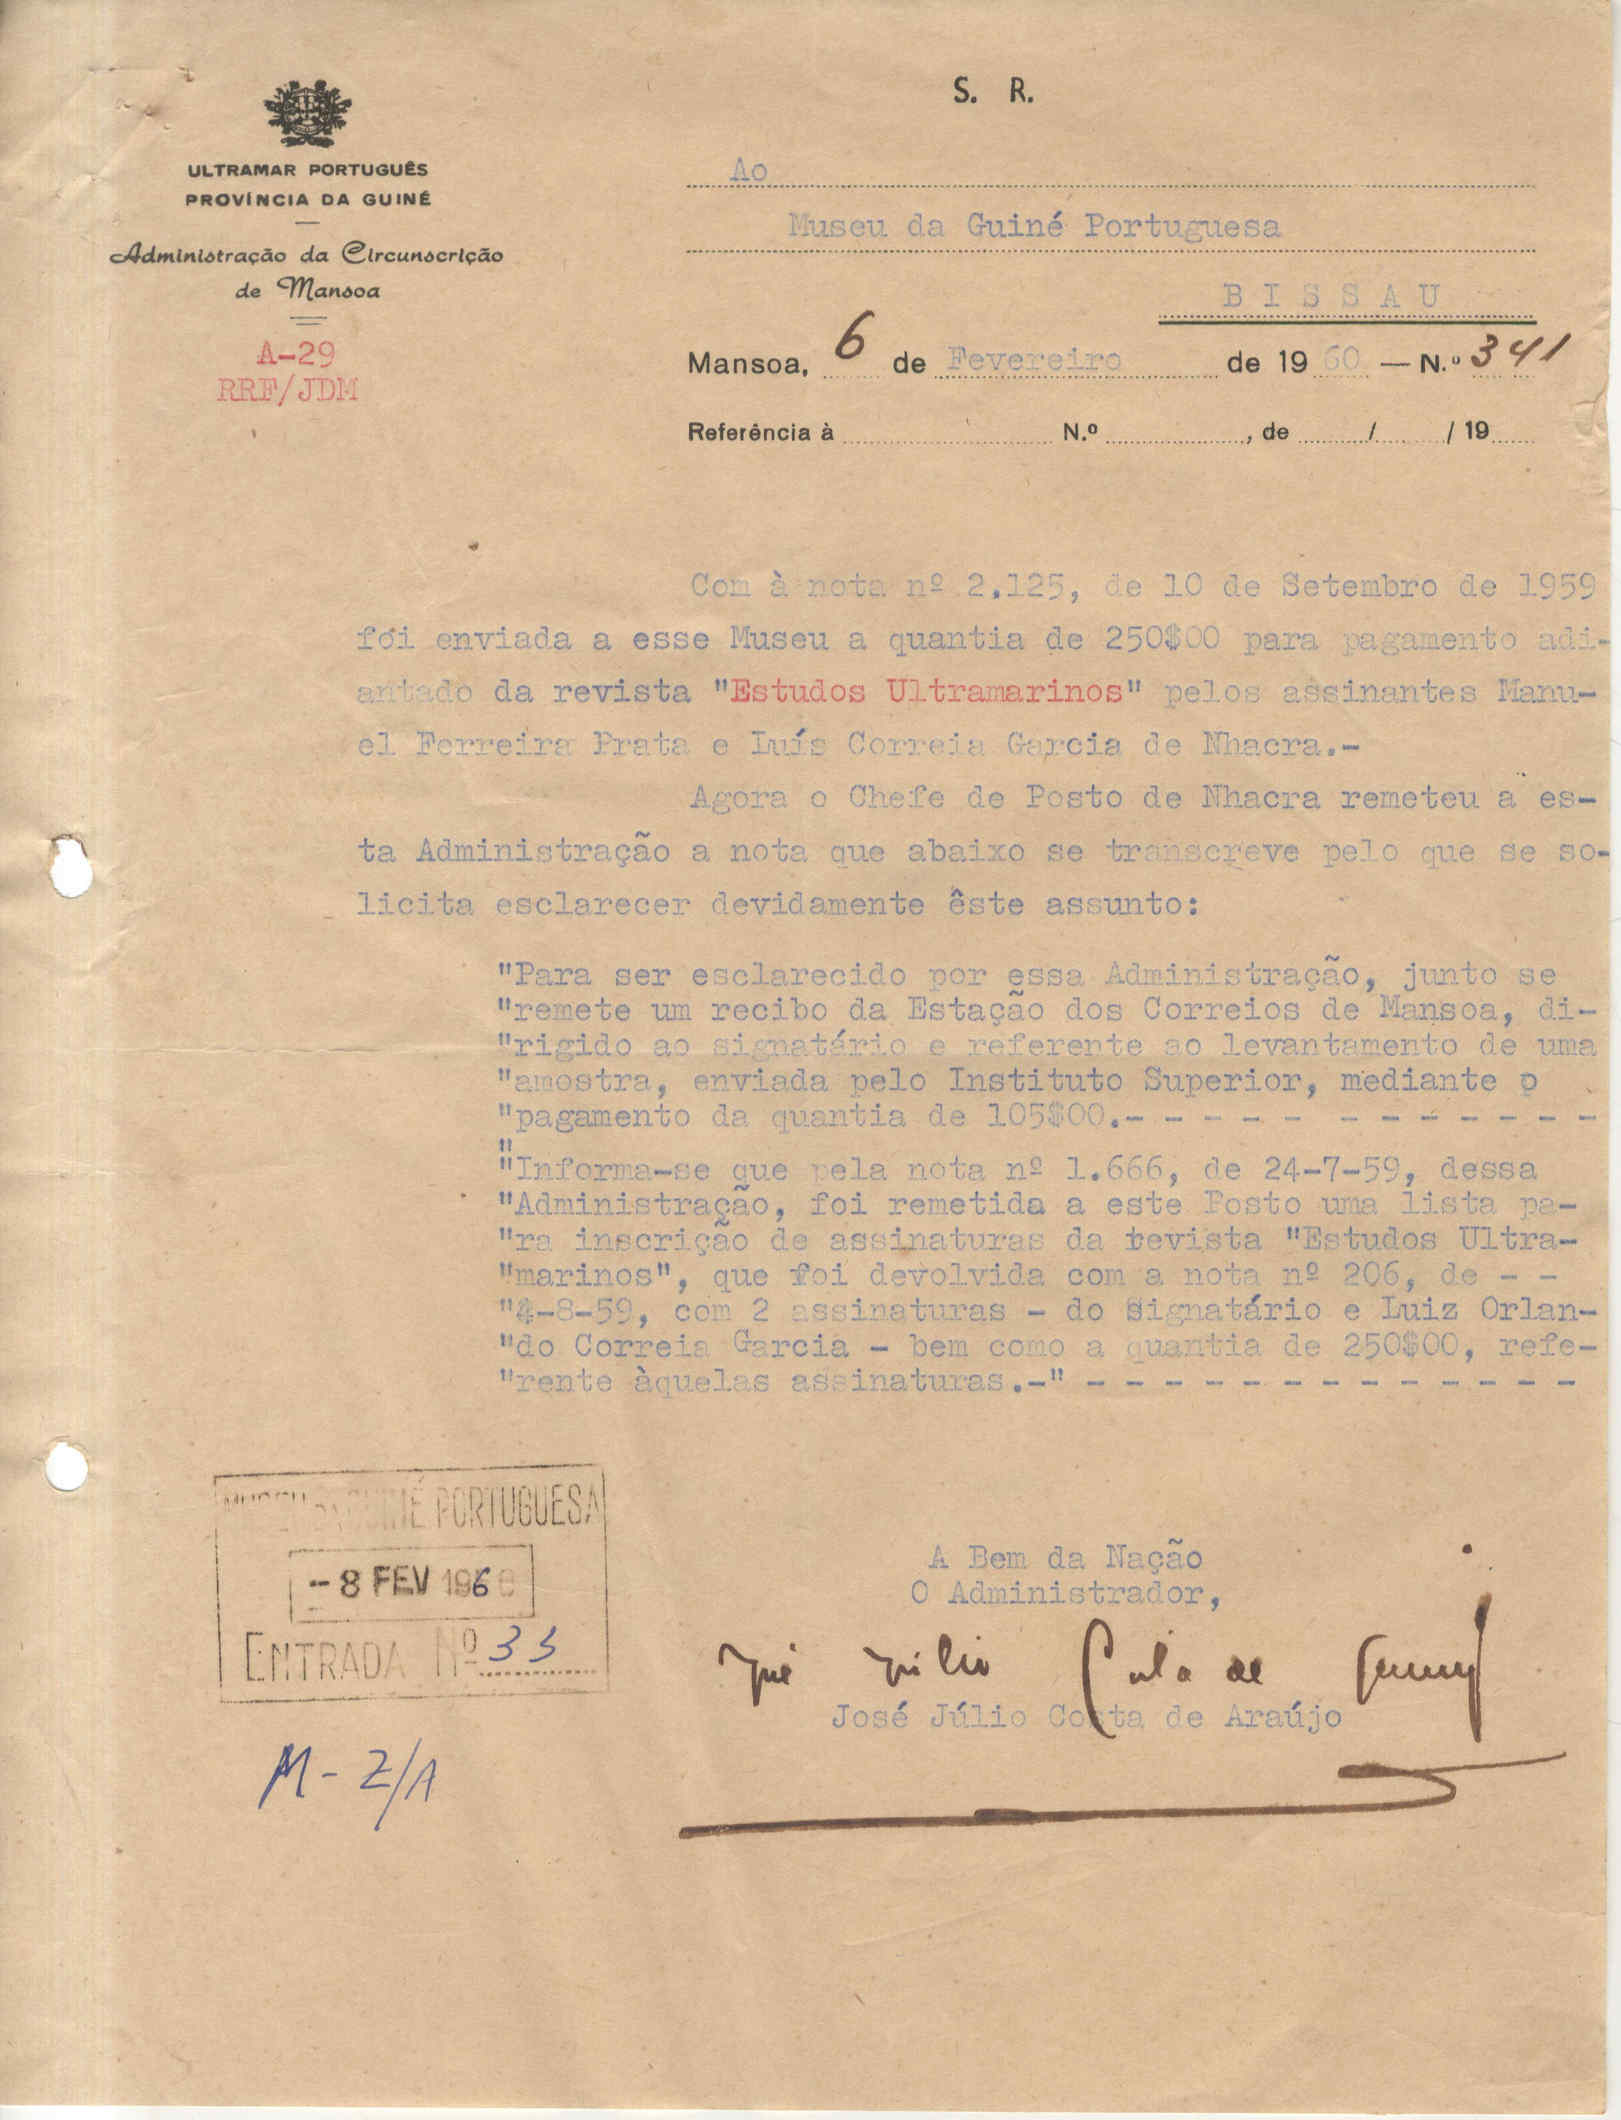 S. R.
ULTRAMAR PORTUGUÊS
PROVÍNCIA DA GUINÉ
Administração da Circunscrição
de Mansoa
A-29
RRF/JDM
Ao
Museu da Guiné Portuguesa
B I S S A U
Mansoa, 6 de Fevereiro de 1960 — N.º 341
Referência à N.º , de / / 19
Com à nota nº 2.125, de 10 de Setembro de 1959
foi enviada a esse Museu a quantia de 250$00 para pagamento adi-
antado da revista "Estudos Ultramarinos" pelos assinantes Manu-
el Ferreira Prata e Luís Correia Garcia de Nhacra.-
Agora o Chefe de Posto de Nhacra remeteu a es-
ta Administração a nota que abaixo se transcreve pelo que se so-
licita esclarecer devidamente êste assunto:
"Para ser esclarecido por essa Administração, junto se
"remete um recibo da Estação dos Correios de Mansoa, di-
"rigido ao signatário e referente ao levantamento de uma
"amostra, enviada pelo Instituto Superior, mediante o
"pagamento da quantia de 105$00.- - - - - - - - - - - - -
"
"Informa-se que pela nota nº 1.666, de 24-7-59, dessa
"Administração, foi remetida a este Posto uma lista pa-
"ra inscrição de assinaturas da revista "Estudos Ultra-
"marinos", que foi devolvida com a nota nº 206, de - -
"4-8-59, com 2 assinaturas - do signatário e Luiz Orlan-
"do Correia Garcia - bem como a quantia de 250$00, refe-
"rente àquelas assinaturas.-" - - - - - - - - - - - - -
MUSEU DA GUINÉ PORTUGUESA
- 8 FEV 1960
ENTRADA Nº 33
A Bem da Nação
O Administrador,
José Júlio Costa de Araújo
José Júlio Costa de Araújo
M - Z/A